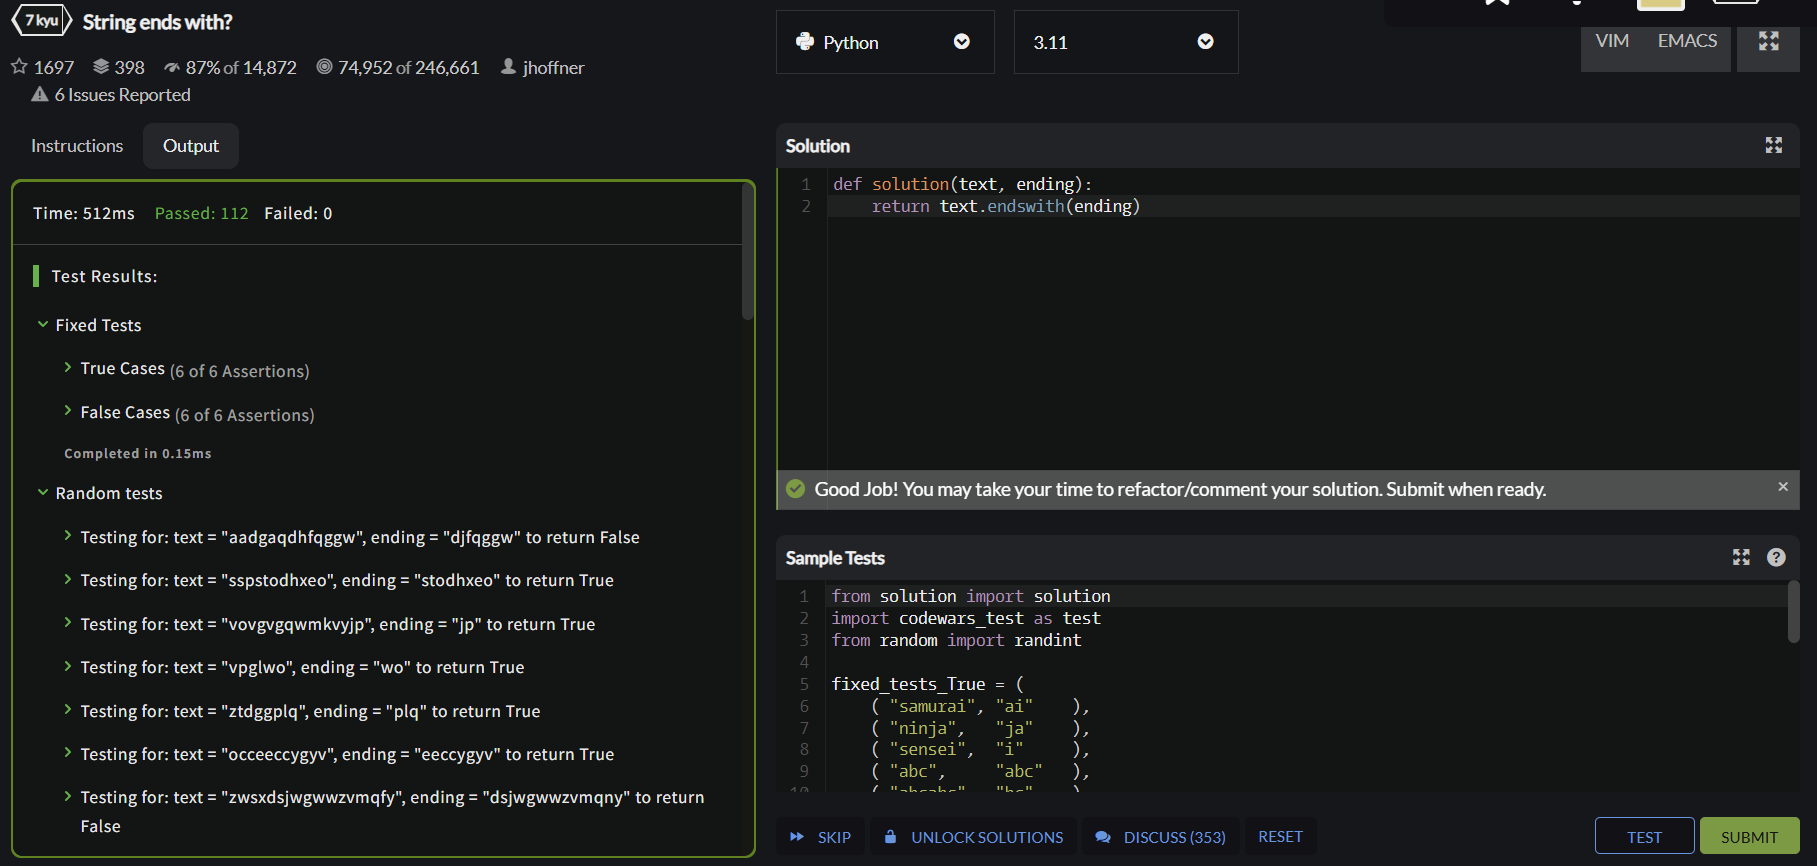 7 kyu
String ends with?
1697 398 87% of 14,872 74,952 of 246,661 jhoffner
6 Issues Reported
Instructions Output
Time: 512ms Passed: 112 Failed: 0
Test Results:
Fixed Tests
True Cases (6 of 6 Assertions)
False Cases (6 of 6 Assertions)
Completed in 0.15ms
Random tests
Testing for: text = "aadgaqdhfqggw", ending = "djfqggw" to return False
Testing for: text = "sspstodhxeo", ending = "stodhxeo" to return True
Testing for: text = "vovgvgqwmkvyjp", ending = "jp" to return True
Testing for: text = "vpglwo", ending = "wo" to return True
Testing for: text = "ztdggplq", ending = "plq" to return True
Testing for: text = "occeeccygyv", ending = "eeccygyv" to return True
Testing for: text = "zwsxdsjwgwwzvmqfy", ending = "dsjwgwwzvmqny" to return
False
Python
3.11
VIM EMACS
Solution
1 def solution(text, ending):
2 return text.endswith(ending)
Good Job! You may take your time to refactor/comment your solution. Submit when ready.
Sample Tests
1 from solution import solution
2 import codewars_test as test
3 from random import randint
4
5 fixed_tests_True = (
6 ( "samurai", "ai" ),
7 ( "ninja", "ja" ),
8 ( "sensei", "i" ),
9 ( "abc", "abc" ),
SKIP UNLOCK SOLUTIONS DISCUSS (353) RESET TEST SUBMIT